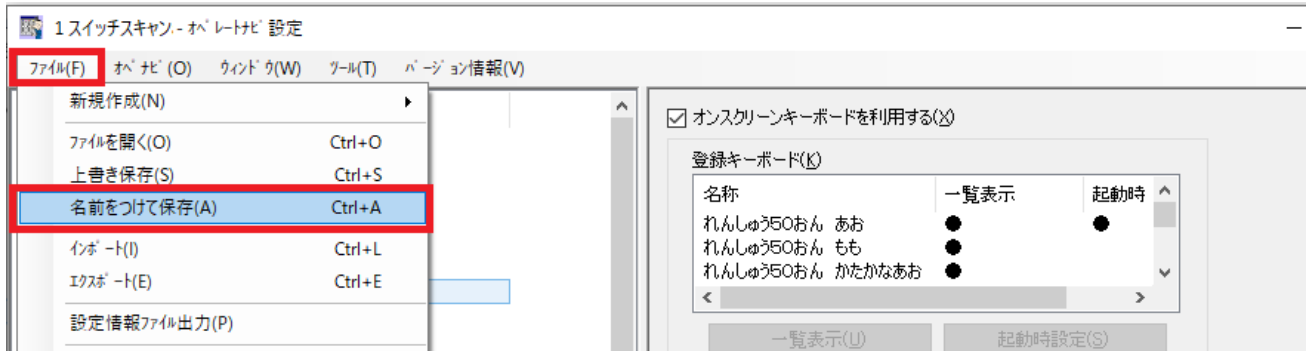 1スイッチスキャン - ｵﾍﾟﾚｰﾄﾅﾋﾞ設定
ﾌｧｲﾙ(F) ｵﾍﾟﾅﾋﾞ(O) ｳｨﾝﾄﾞｳ(W) ﾂｰﾙ(T) ﾊﾞｰｼﾞｮﾝ情報(V)
新規作成(N)
ﾌｧｲﾙを開く(O) Ctrl+O
上書き保存(S) Ctrl+S
名前をつけて保存(A) Ctrl+A
ｲﾝﾎﾟｰﾄ(I) Ctrl+L
ｴｸｽﾎﾟｰﾄ(E) Ctrl+E
設定情報ﾌｧｲﾙ出力(P)
オンスクリーンキーボードを利用する(X)
登録キーボード(K)
名称 一覧表示 起動時
れんしゅう50おん あお ● ●
れんしゅう50おん もも ●
れんしゅう50おん かたかなあお ●
一覧表示(U) 起動時設定(S)